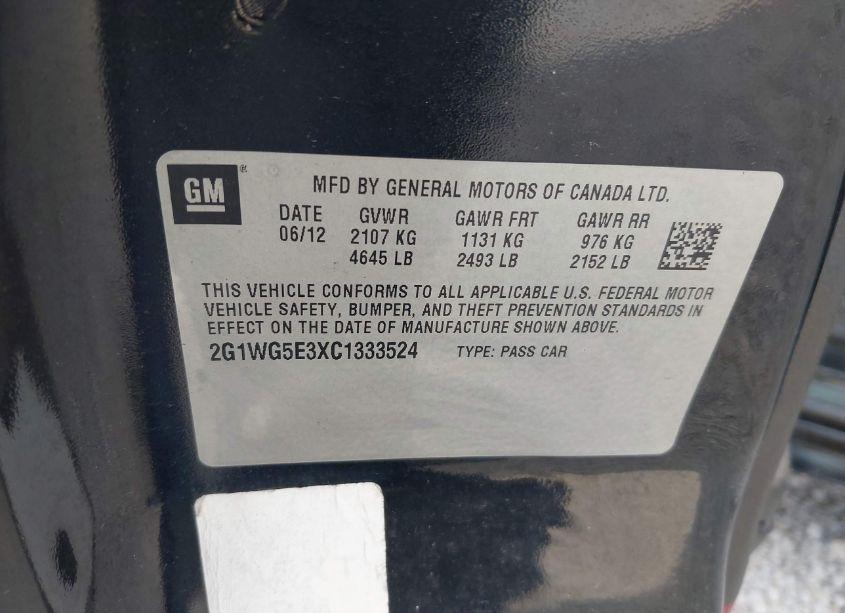 GM
MFD BY GENERAL MOTORS OF CANADA LTD.
DATE GVWR GAWR FRT GAWR RR
06/12 2107 KG 1131 KG 976 KG
4645 LB 2493 LB 2152 LB
THIS VEHICLE CONFORMS TO ALL APPLICABLE U.S. FEDERAL MOTOR
VEHICLE SAFETY, BUMPER, AND THEFT PREVENTION STANDARDS IN
EFFECT ON THE DATE OF MANUFACTURE SHOWN ABOVE.
2G1WG5E3XC1333524 TYPE: PASS CAR